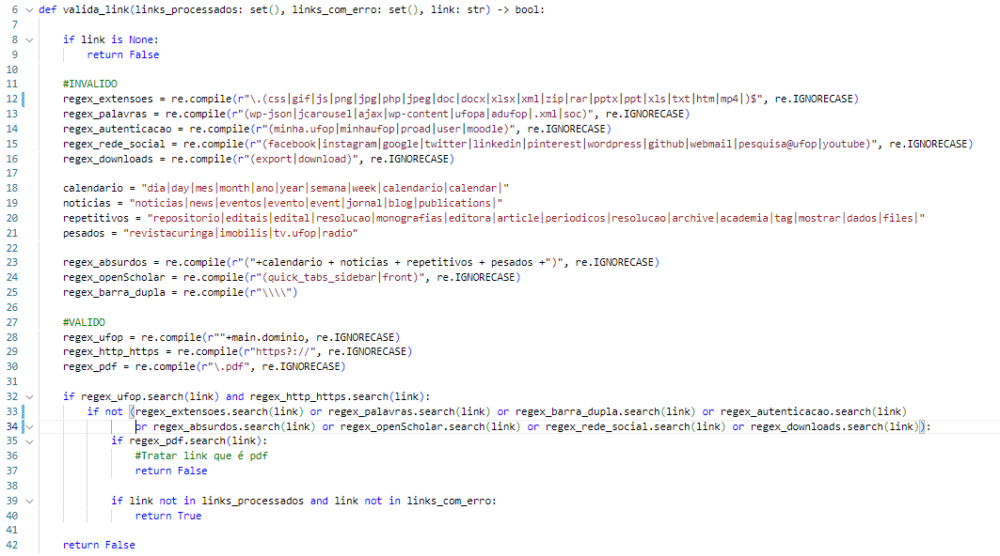 6 def valida_link(links_processados: set(), links_com_erro: set(), link: str) -> bool:
7
8 if link is None:
9 return False
10
11 #INVALIDO
12 regex_extensoes = re.compile(r"\.(css|gif|js|png|jpg|php|jpeg|doc|docx|xlsx|xml|zip|rar|pptx|ppt|xls|txt|htm|mp4|)$", re.IGNORECASE)
13 regex_palavras = re.compile(r"(wp-json|jcarousel|ajax|wp-content|ufopa|adufop|.xml|soc)", re.IGNORECASE)
14 regex_autenticacao = re.compile(r"(minha.ufop|minhaufop|proad|user|moodle)", re.IGNORECASE)
15 regex_rede_social = re.compile(r"(facebook|instagram|google|twitter|linkedin|pinterest|wordpress|github|webmail|pesquisa@ufop|youtube)", re.IGNORECASE)
16 regex_downloads = re.compile(r"(export|download)", re.IGNORECASE)
17
18 calendario = "dia|day|mes|month|ano|year|semana|week|calendario|calendar|"
19 noticias = "noticias|news|eventos|evento|event|jornal|blog|publications|"
20 repetitivos = "repositorio|editais|edital|resolucao|monografias|editora|article|periodicos|resolucao|archive|academia|tag|mostrar|dados|files|"
21 pesados = "revistacuringa|imobilis|tv.ufop|radio"
22
23 regex_absurdos = re.compile(r"("+calendario + noticias + repetitivos + pesados +")", re.IGNORECASE)
24 regex_openScholar = re.compile(r"(quick_tabs_sidebar|front)", re.IGNORECASE)
25 regex_barra_dupla = re.compile(r"\\\\")
26
27 #VALIDO
28 regex_ufop = re.compile(r""+main.dominio, re.IGNORECASE)
29 regex_http_https = re.compile(r"https?://", re.IGNORECASE)
30 regex_pdf = re.compile(r"\.pdf", re.IGNORECASE)
31
32 if regex_ufop.search(link) and regex_http_https.search(link):
33 if not (regex_extensoes.search(link) or regex_palavras.search(link) or regex_barra_dupla.search(link) or regex_autenticacao.search(link)
34 or regex_absurdos.search(link) or regex_openScholar.search(link) or regex_rede_social.search(link) or regex_downloads.search(link)):
35 if regex_pdf.search(link):
36 #Tratar link que é pdf
37 return False
38
39 if link not in links_processados and link not in links_com_erro:
40 return True
41
42 return False